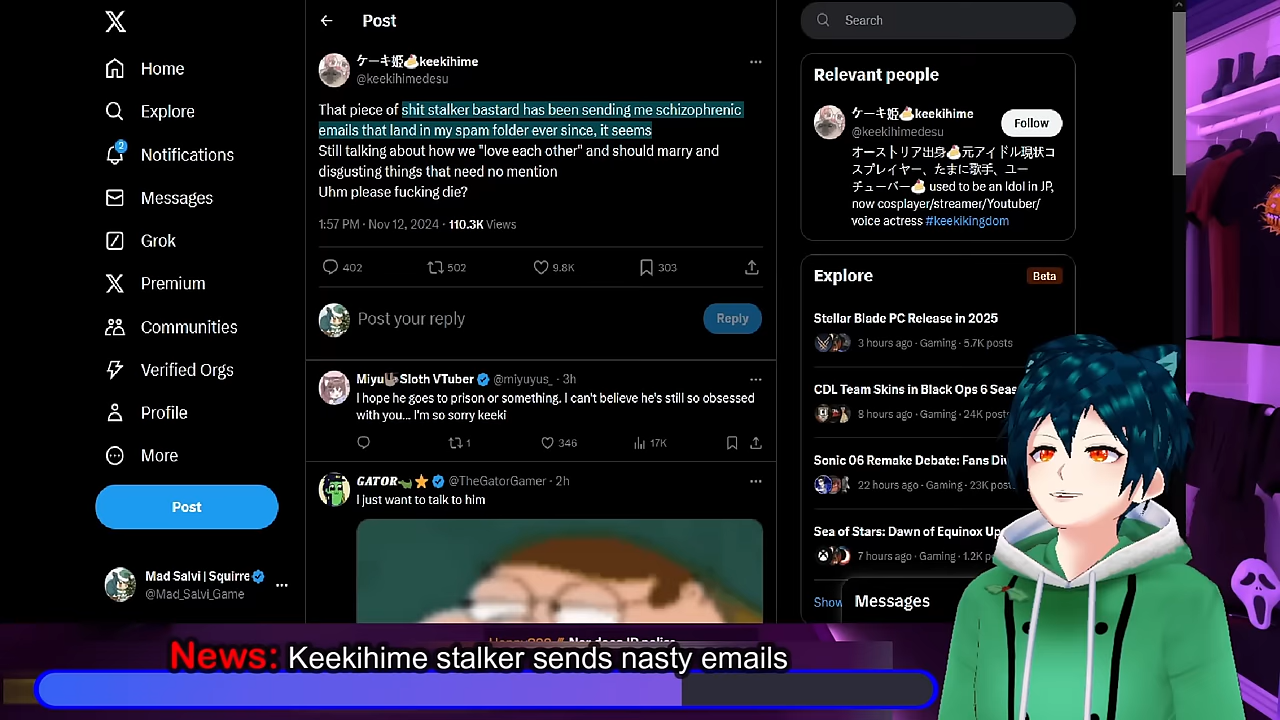 Home
Explore
2
Notifications
Messages
Grok
Premium
Communities
Verified Orgs
Profile
More
Post
Mad Salvi | Squirre
@Mad_Salvi_Game
Post
ケーキ姫🍰keekihime
@keekihimedesu
That piece of shit stalker bastard has been sending me schizophrenic
emails that land in my spam folder ever since, it seems
Still talking about how we "love each other" and should marry and
disgusting things that need no mention
Uhm please fucking die?
1:57 PM · Nov 12, 2024 · 110.3K Views
402 502 9.8K 303
Post your reply
Reply
Miyu🦥Sloth VTuber @miyuyus_ · 3h
I hope he goes to prison or something. I can't believe he's still so obsessed
with you... I'm so sorry keeki
1 346 17K
GATOR🐊⭐ @TheGatorGamer · 2h
I just want to talk to him
Search
Relevant people
ケーキ姫🍰keekihime
@keekihimedesu
Follow
オーストリア出身🍰元アイドル現状コ
スプレイヤー、たまに歌手、ユー
チューバー🍰 used to be an Idol in JP,
now cosplayer/streamer/Youtuber/
voice actress #keekikingdom
Explore
Beta
Stellar Blade PC Release in 2025
3 hours ago · Gaming · 5.7K posts
CDL Team Skins in Black Ops 6 Seas
8 hours ago · Gaming · 24K posts
Sonic 06 Remake Debate: Fans Div
22 hours ago · Gaming · 23K posts
Sea of Stars: Dawn of Equinox Up
7 hours ago · Gaming · 1.2K p
Show
Messages
News: Keekihime stalker sends nasty emails